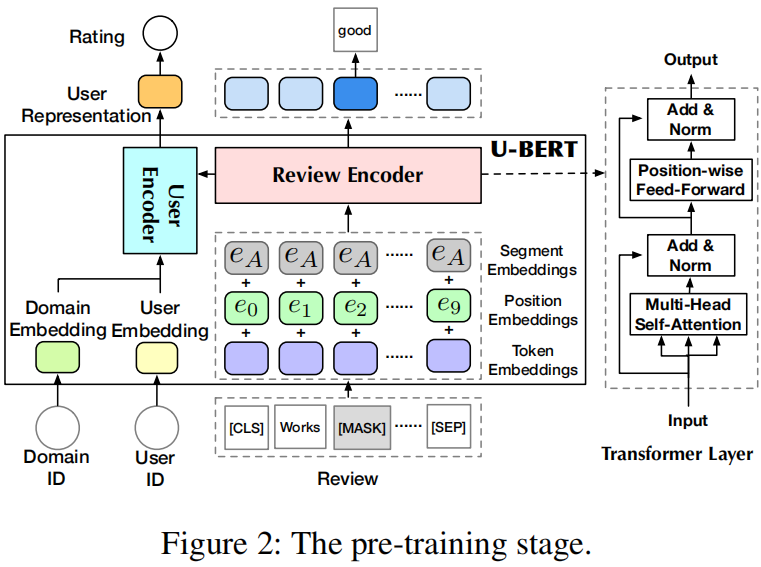 Rating
good
User
Representation
U-BERT
User
Encoder
Review Encoder
e_A e_A e_A ...... e_A
Segment
Embeddings
+ + + +
e_0 e_1 e_2 ...... e_9
Position
Embeddings
+ + + +
......
Token
Embeddings
Domain
Embedding
User
Embedding
[CLS] Works [MASK] ...... [SEP]
Domain
ID
User
ID
Review
......
Output
Add &
Norm
Position-wise
Feed-Forward
Add &
Norm
Multi-Head
Self-Attention
Input
Transformer Layer
Figure 2: The pre-training stage.